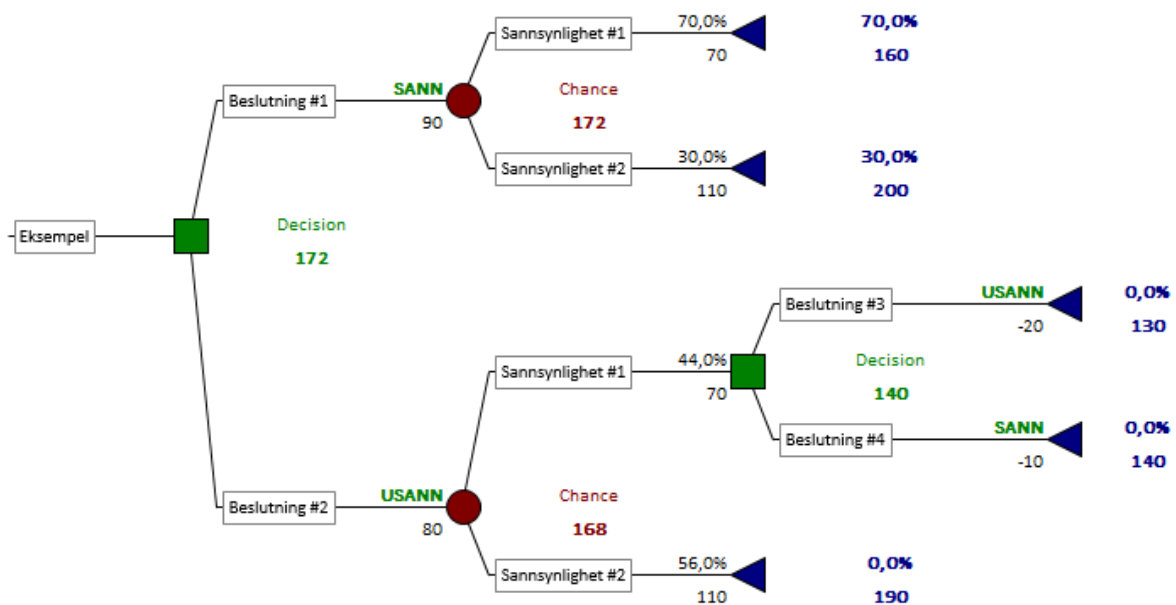 Sannsynlighet #1
70,0%
70
70,0%
160
Beslutning #1
SANN
90
Chance
172
Sannsynlighet #2
30,0%
110
30,0%
200
Eksempel
Decision
172
Beslutning #3
USANN
-20
0,0%
130
Sannsynlighet #1
44,0%
70
Decision
140
Beslutning #4
SANN
-10
0,0%
140
Beslutning #2
USANN
80
Chance
168
Sannsynlighet #2
56,0%
110
0,0%
190